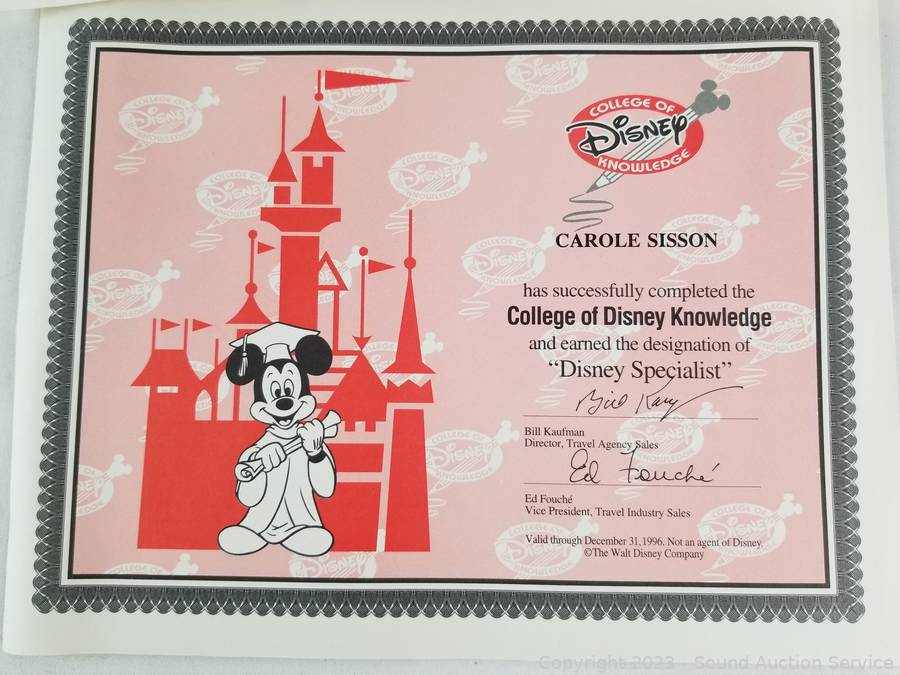 COLLEGE OF
Disney
KNOWLEDGE
CAROLE SISSON
has successfully completed the
College of Disney Knowledge
and earned the designation of
“Disney Specialist”
Bill Kaufman
Director, Travel Agency Sales
Ed Fouché
Ed Fouché
Vice President, Travel Industry Sales
Valid through December 31, 1996. Not an agent of Disney.
©The Walt Disney Company
Copyright 2023 - Sound Auction Service